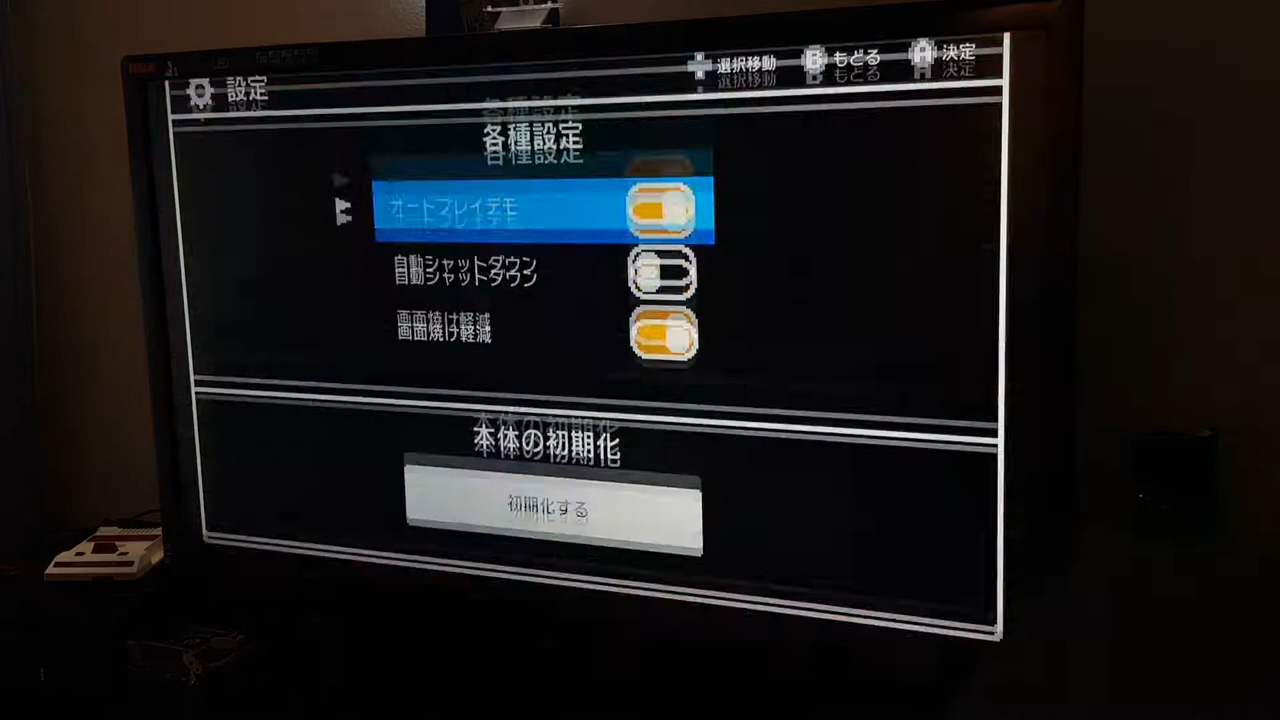 設定
選択移動
B もどる
A 決定
各種設定
オートプレイデモ
自動シャットダウン
画面焼け軽減
本体の初期化
初期化する